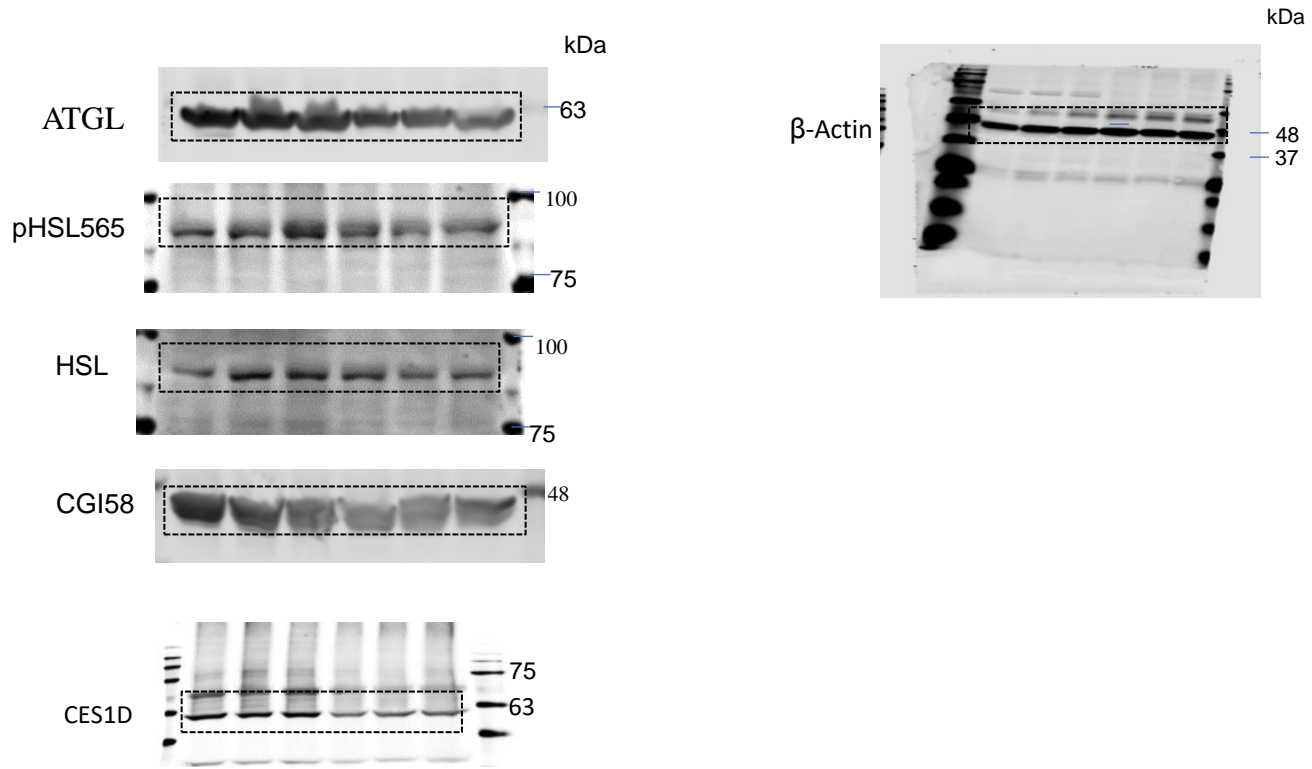 kDa
ATGL
63
pHSL565
100
75
HSL
100
75
CGI58
48
CES1D
75
63
kDa
β-Actin
48
37